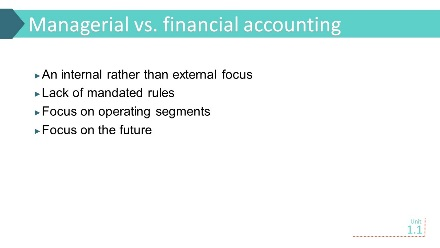 Managerial vs. financial accounting
►An internal rather than external focus
►Lack of mandated rules
►Focus on operating segments
►Focus on the future
Unit
1.1